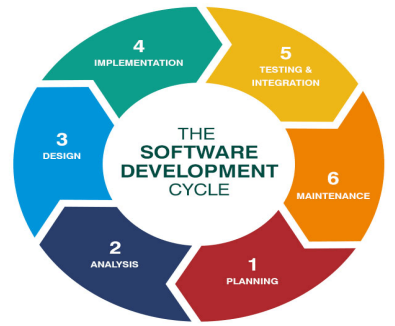 THE
SOFTWARE
DEVELOPMENT
CYCLE
1
PLANNING
2
ANALYSIS
3
DESIGN
4
IMPLEMENTATION
5
TESTING &
INTEGRATION
6
MAINTENANCE